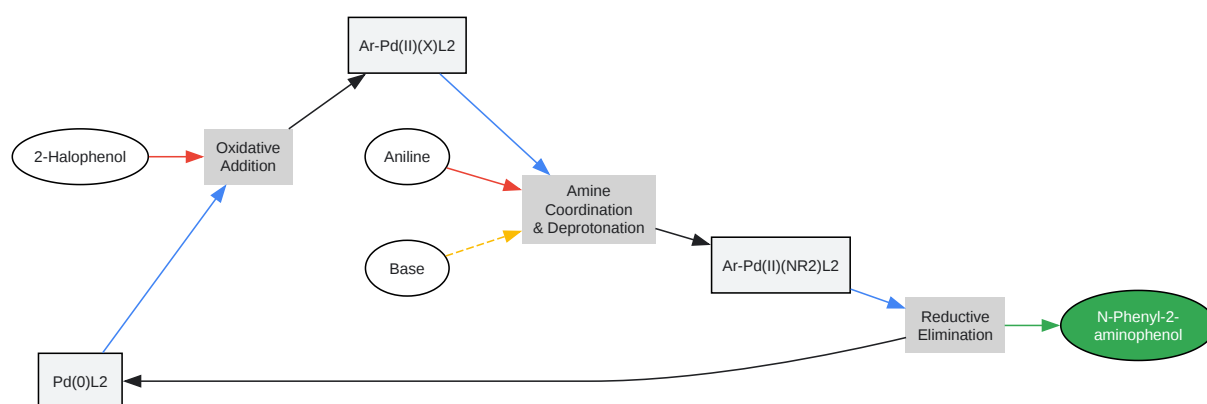 Ar-Pd(II)(X)L2
2-Halophenol
Oxidative
Addition
Aniline
Amine
Coordination
& Deprotonation
Base
Ar-Pd(II)(NR2)L2
Reductive
Elimination
N-Phenyl-2-
aminophenol
Pd(0)L2